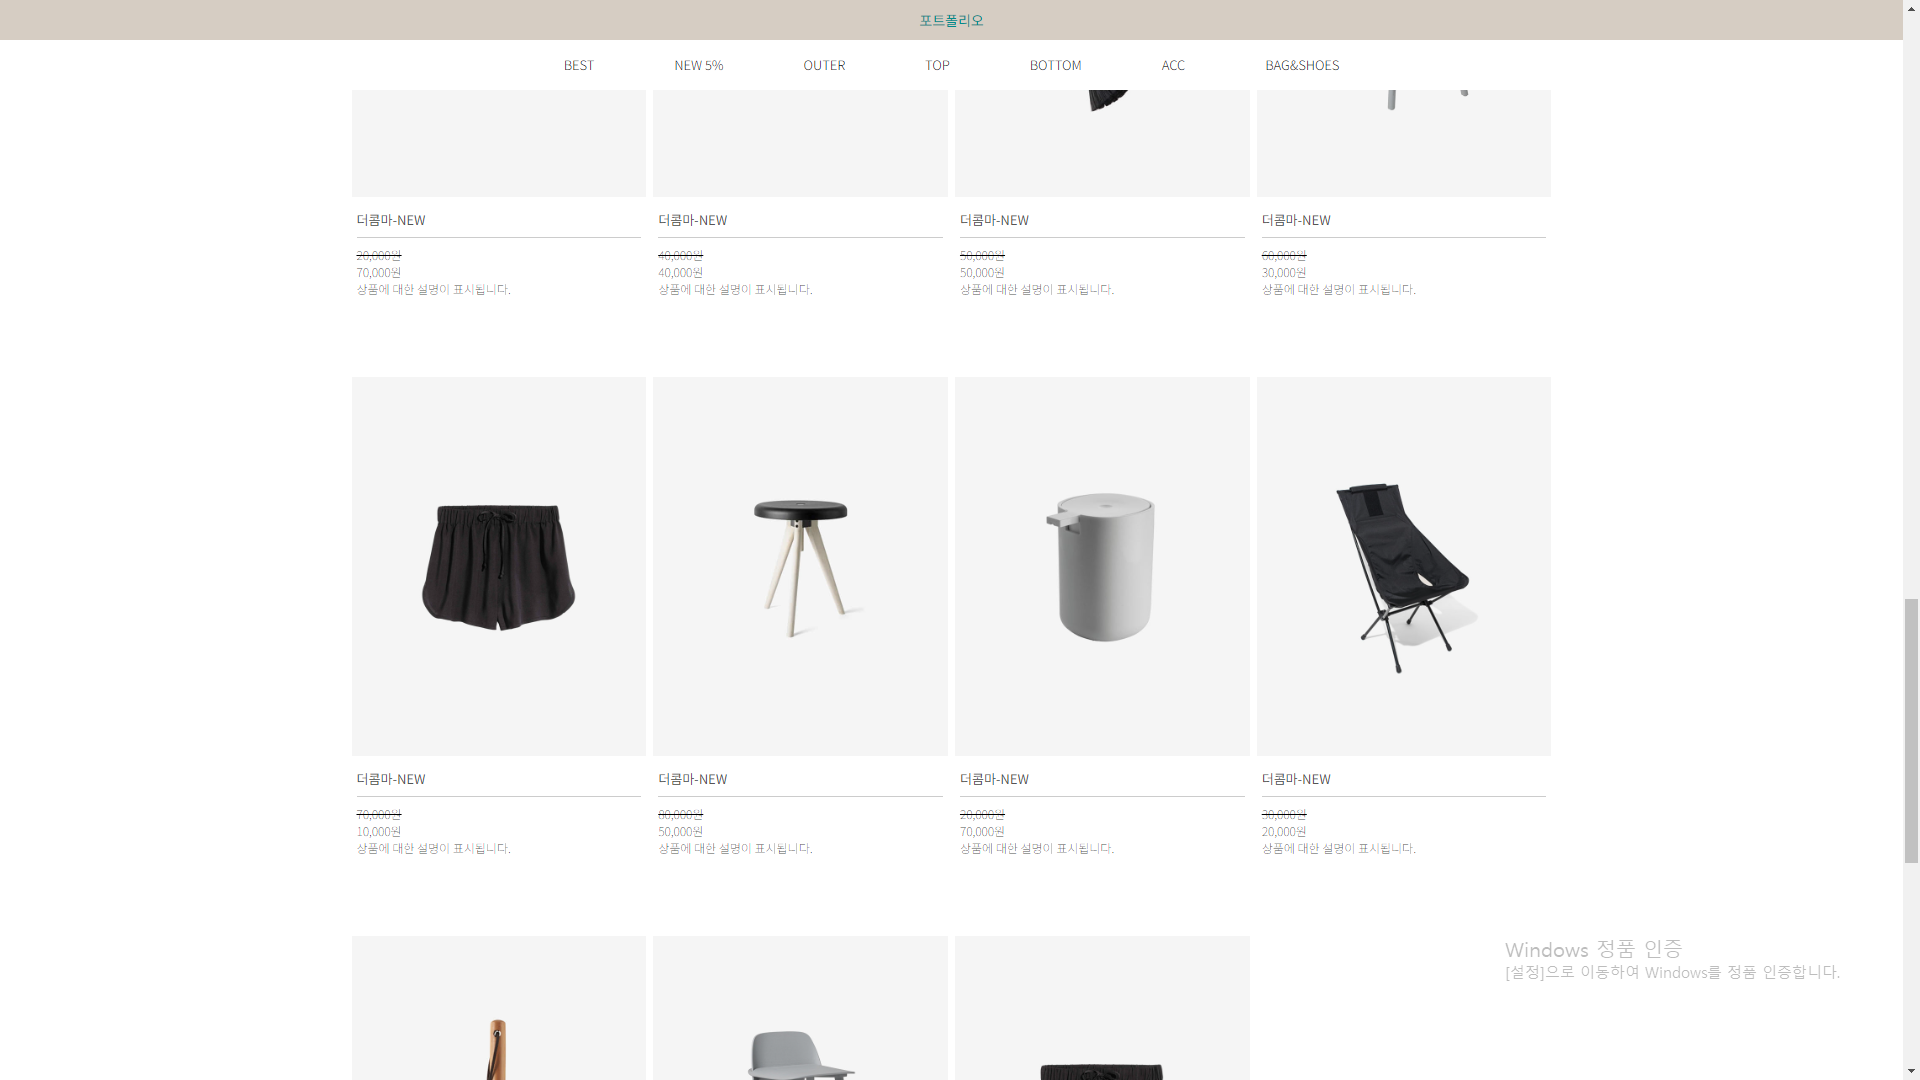 포트폴리오
BEST NEW 5% OUTER TOP BOTTOM ACC BAG&SHOES
더콤마-NEW 더콤마-NEW 더콤마-NEW 더콤마-NEW
20,000원 40,000원 50,000원 60,000원
70,000원 40,000원 50,000원 30,000원
상품에 대한 설명이 표시됩니다. 상품에 대한 설명이 표시됩니다. 상품에 대한 설명이 표시됩니다. 상품에 대한 설명이 표시됩니다.
더콤마-NEW 더콤마-NEW 더콤마-NEW 더콤마-NEW
70,000원 80,000원 20,000원 30,000원
10,000원 50,000원 70,000원 20,000원
상품에 대한 설명이 표시됩니다. 상품에 대한 설명이 표시됩니다. 상품에 대한 설명이 표시됩니다. 상품에 대한 설명이 표시됩니다.
Windows 정품 인증
[설정]으로 이동하여 Windows를 정품 인증합니다.